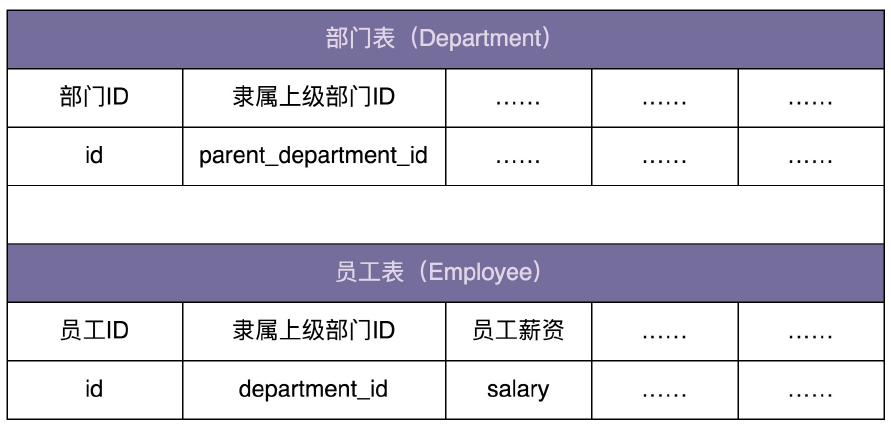 部门表（Department）
部门ID 隶属上级部门ID …… …… ……
id parent_department_id …… …… ……
员工表（Employee）
员工ID 隶属上级部门ID 员工薪资 …… ……
id department_id salary …… ……